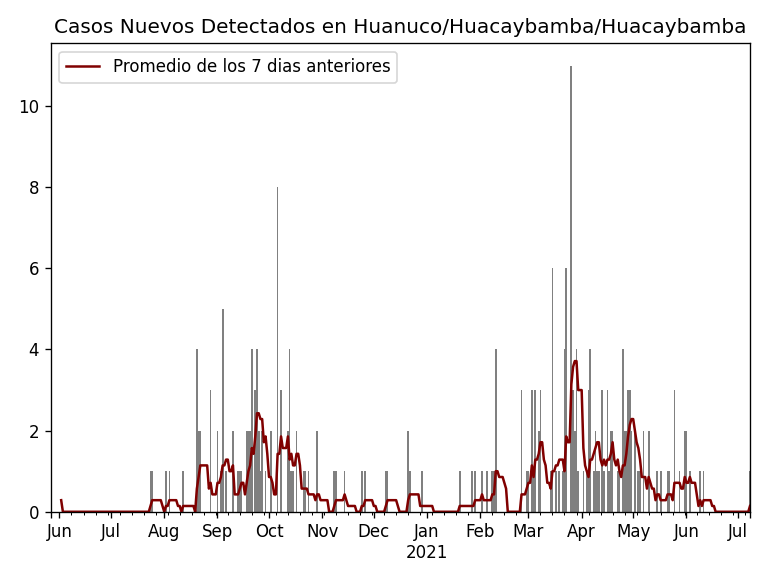 Casos Nuevos Detectados en Huanuco/Huacaybamba/Huacaybamba
Promedio de los 7 dias anteriores
10
8
6
4
2
0
Jun Jul Aug Sep Oct Nov Dec Jan Feb Mar Apr May Jun Jul
2021